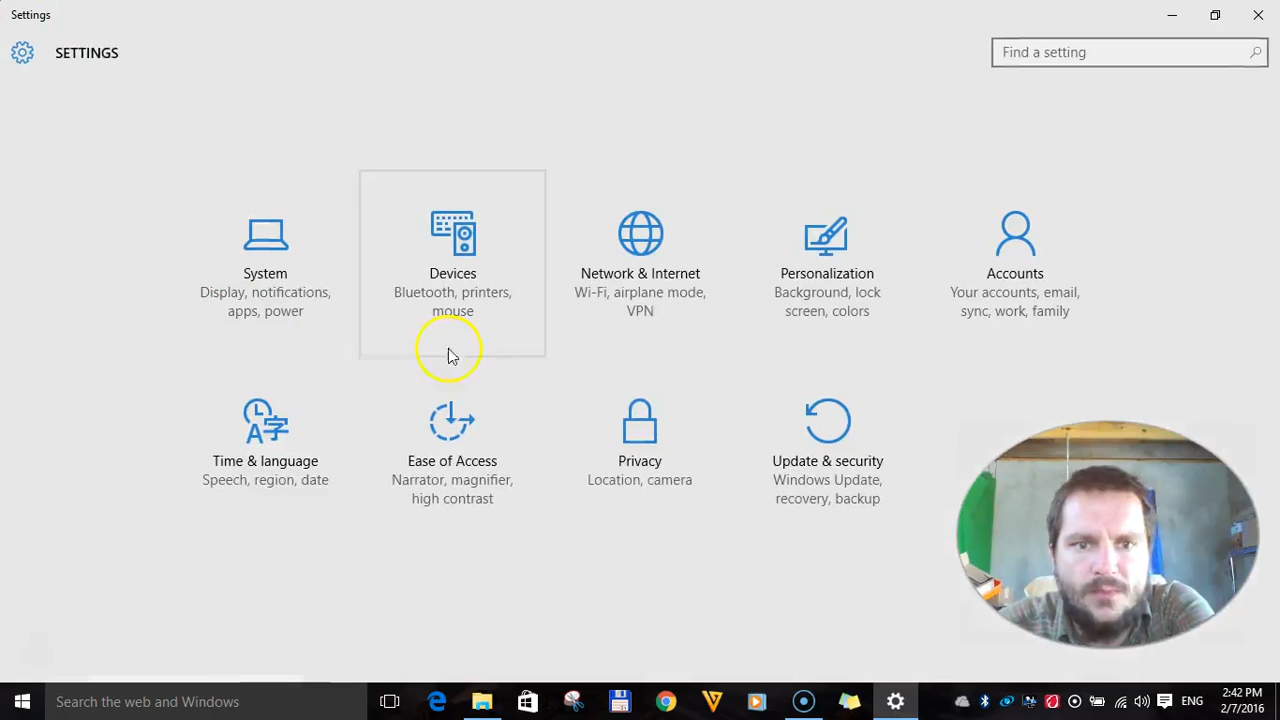 Settings
SETTINGS
Find a setting
System
Display, notifications,
apps, power
Devices
Bluetooth, printers,
mouse
Network & Internet
Wi-Fi, airplane mode,
VPN
Personalization
Background, lock
screen, colors
Accounts
Your accounts, email,
sync, work, family
Time & language
Speech, region, date
Ease of Access
Narrator, magnifier,
high contrast
Privacy
Location, camera
Update & security
Windows Update,
recovery, backup
Search the web and Windows
ENG
2:42 PM
2/7/2016